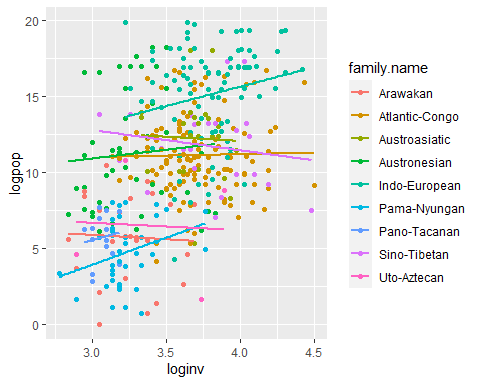 20
15
10
5
0
logpop
3.0 3.5 4.0 4.5
loginv
family.name
Arawakan
Atlantic-Congo
Austroasiatic
Austronesian
Indo-European
Pama-Nyungan
Pano-Tacanan
Sino-Tibetan
Uto-Aztecan